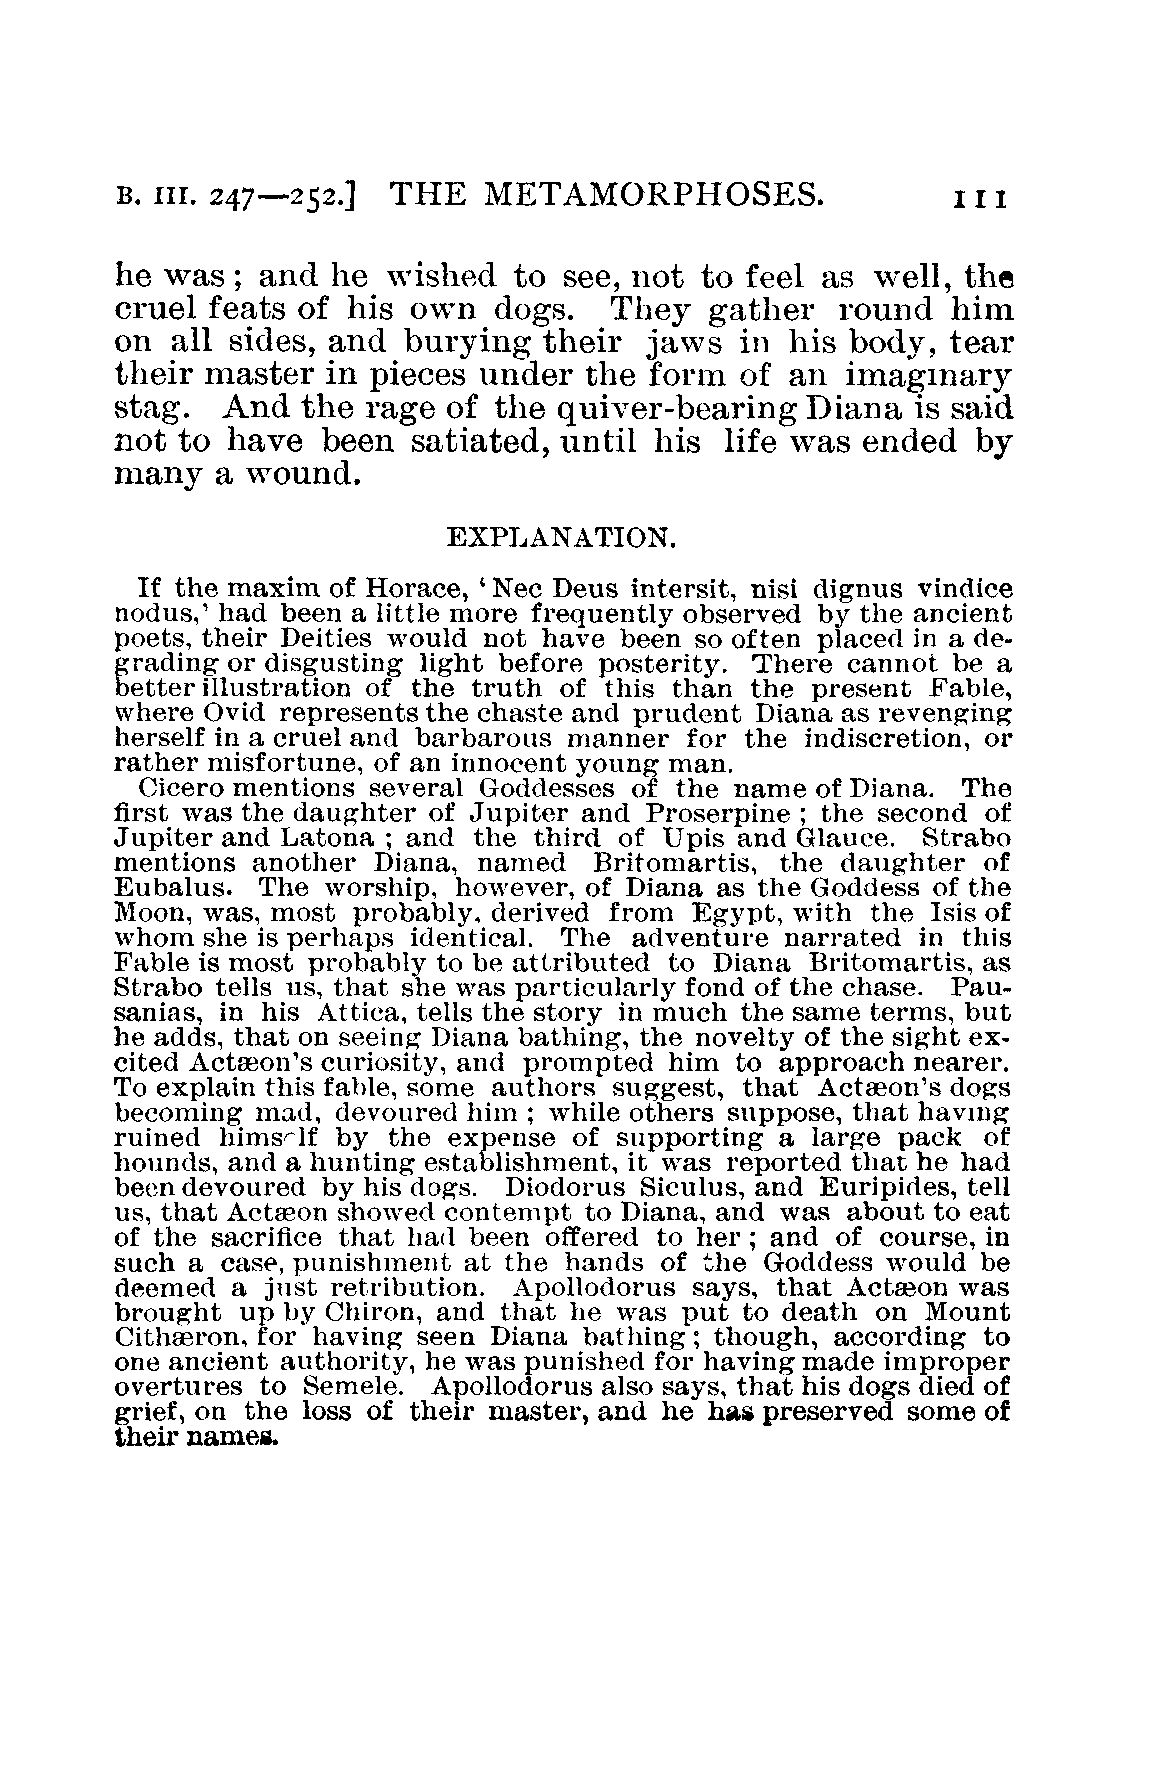 B. III. 247—252.] THE METAMORPHOSES. 111
he was; and he wished to see, not to feel as well, the
cruel feats of his own dogs. They gather round him
on all sides, and burying their jaws in his body, tear
their master in pieces under the form of an imaginary
stag. And the rage of the quiver-bearing Diana is said
not to have been satiated, until his life was ended by
many a wound.
EXPLANATION.
If the maxim of Horace, ‘Nec Deus intersit, nisi dignus vindice
nodus,’ had been a little more frequently observed by the ancient
poets, their Deities would not have been so often placed in a de-
grading or disgusting light before posterity. There cannot be a
better illustration of the truth of this than the present Fable,
where Ovid represents the chaste and prudent Diana as revenging
herself in a cruel and barbarous manner for the indiscretion, or
rather misfortune, of an innocent young man.
Cicero mentions several Goddesses of the name of Diana. The
first was the daughter of Jupiter and Proserpine; the second of
Jupiter and Latona; and the third of Upis and Glauce. Strabo
mentions another Diana, named Britomartis, the daughter of
Eubalus. The worship, however, of Diana as the Goddess of the
Moon, was, most probably, derived from Egypt, with the Isis of
whom she is perhaps identical. The adventure narrated in this
Fable is most probably to be attributed to Diana Britomartis, as
Strabo tells us, that she was particularly fond of the chase. Pau-
sanias, in his Attica, tells the story in much the same terms, but
he adds, that on seeing Diana bathing, the novelty of the sight ex-
cited Actæon’s curiosity, and prompted him to approach nearer.
To explain this fable, some authors suggest, that Actæon’s dogs
becoming mad, devoured him; while others suppose, that having
ruined himself by the expense of supporting a large pack of
hounds, and a hunting establishment, it was reported that he had
been devoured by his dogs. Diodorus Siculus, and Euripides, tell
us, that Actæon showed contempt to Diana, and was about to eat
of the sacrifice that had been offered to her; and of course, in
such a case, punishment at the hands of the Goddess would be
deemed a just retribution. Apollodorus says, that Actæon was
brought up by Chiron, and that he was put to death on Mount
Cithæron, for having seen Diana bathing; though, according to
one ancient authority, he was punished for having made improper
overtures to Semele. Apollodorus also says, that his dogs died of
grief, on the loss of their master, and he has preserved some of
their names.